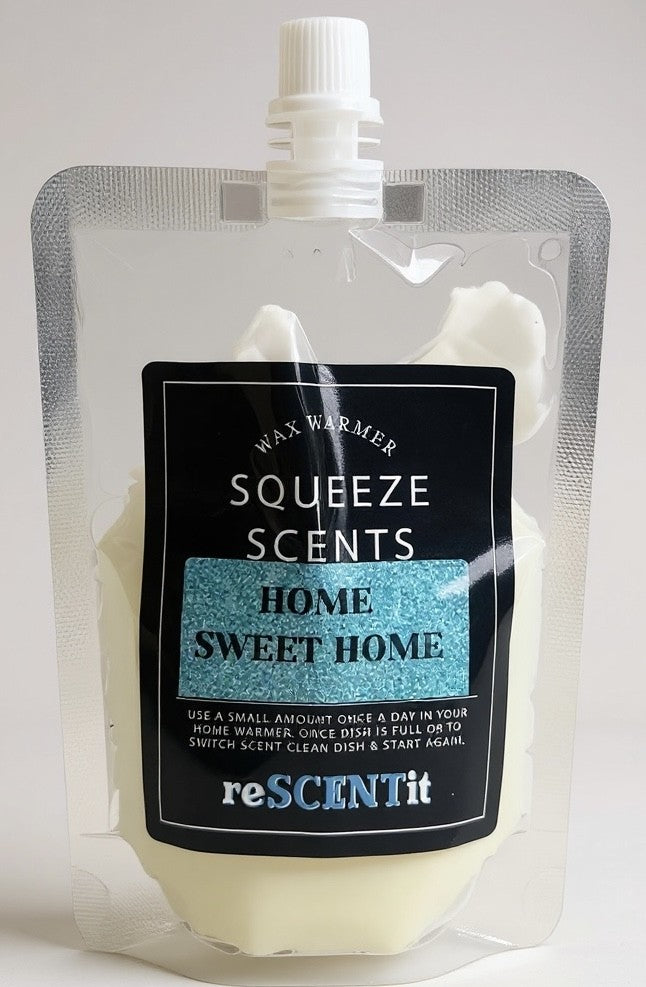 WAX WARMER
SQUEEZE
SCENTS
HOME
SWEET HOME
USE A SMALL AMOUNT ONCE A DAY IN YOUR
HOME WARMER. ONCE DISH IS FULL OR TO
SWITCH SCENT CLEAN DISH & START AGAIN.
reSCENTit